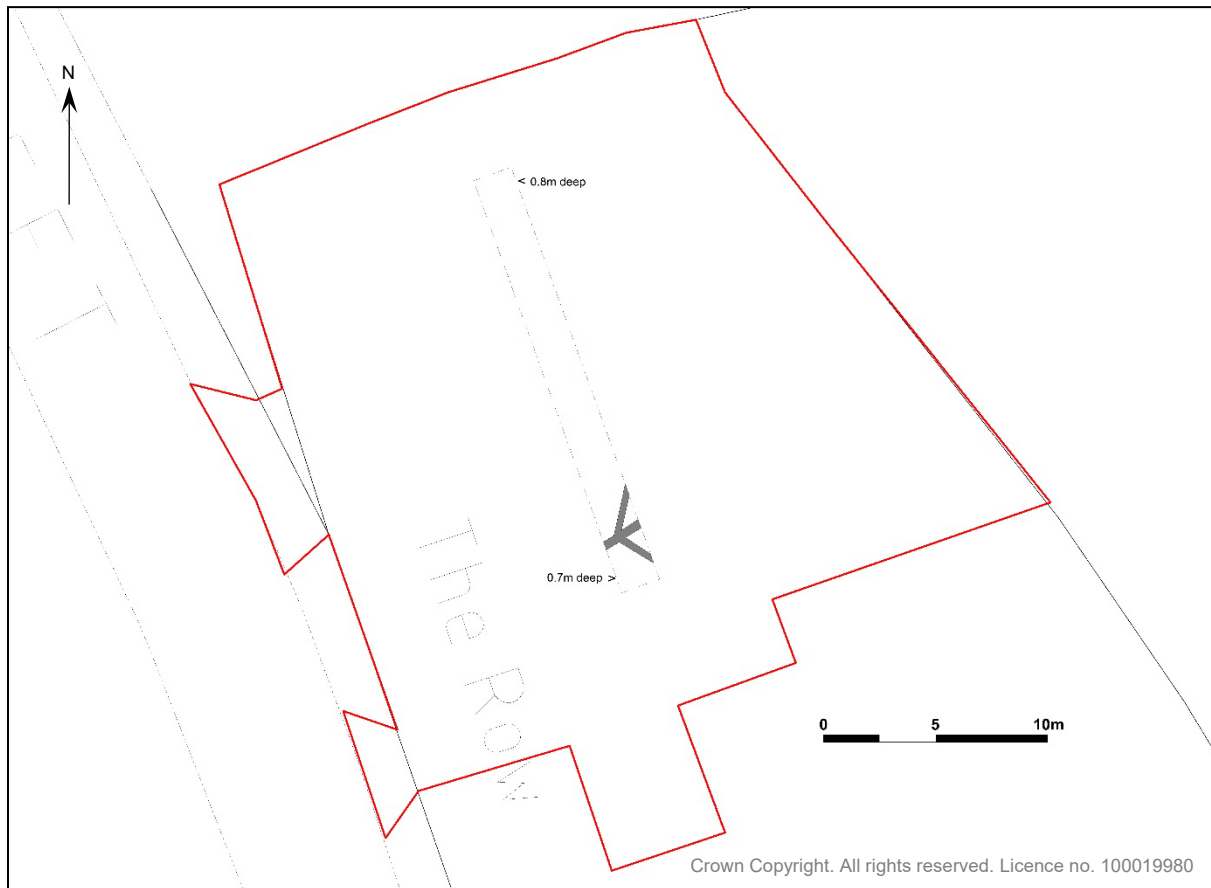 N
< 0.8m deep
0.7m deep >
The Row
0 5 10m
Crown Copyright. All rights reserved. Licence no. 100019980